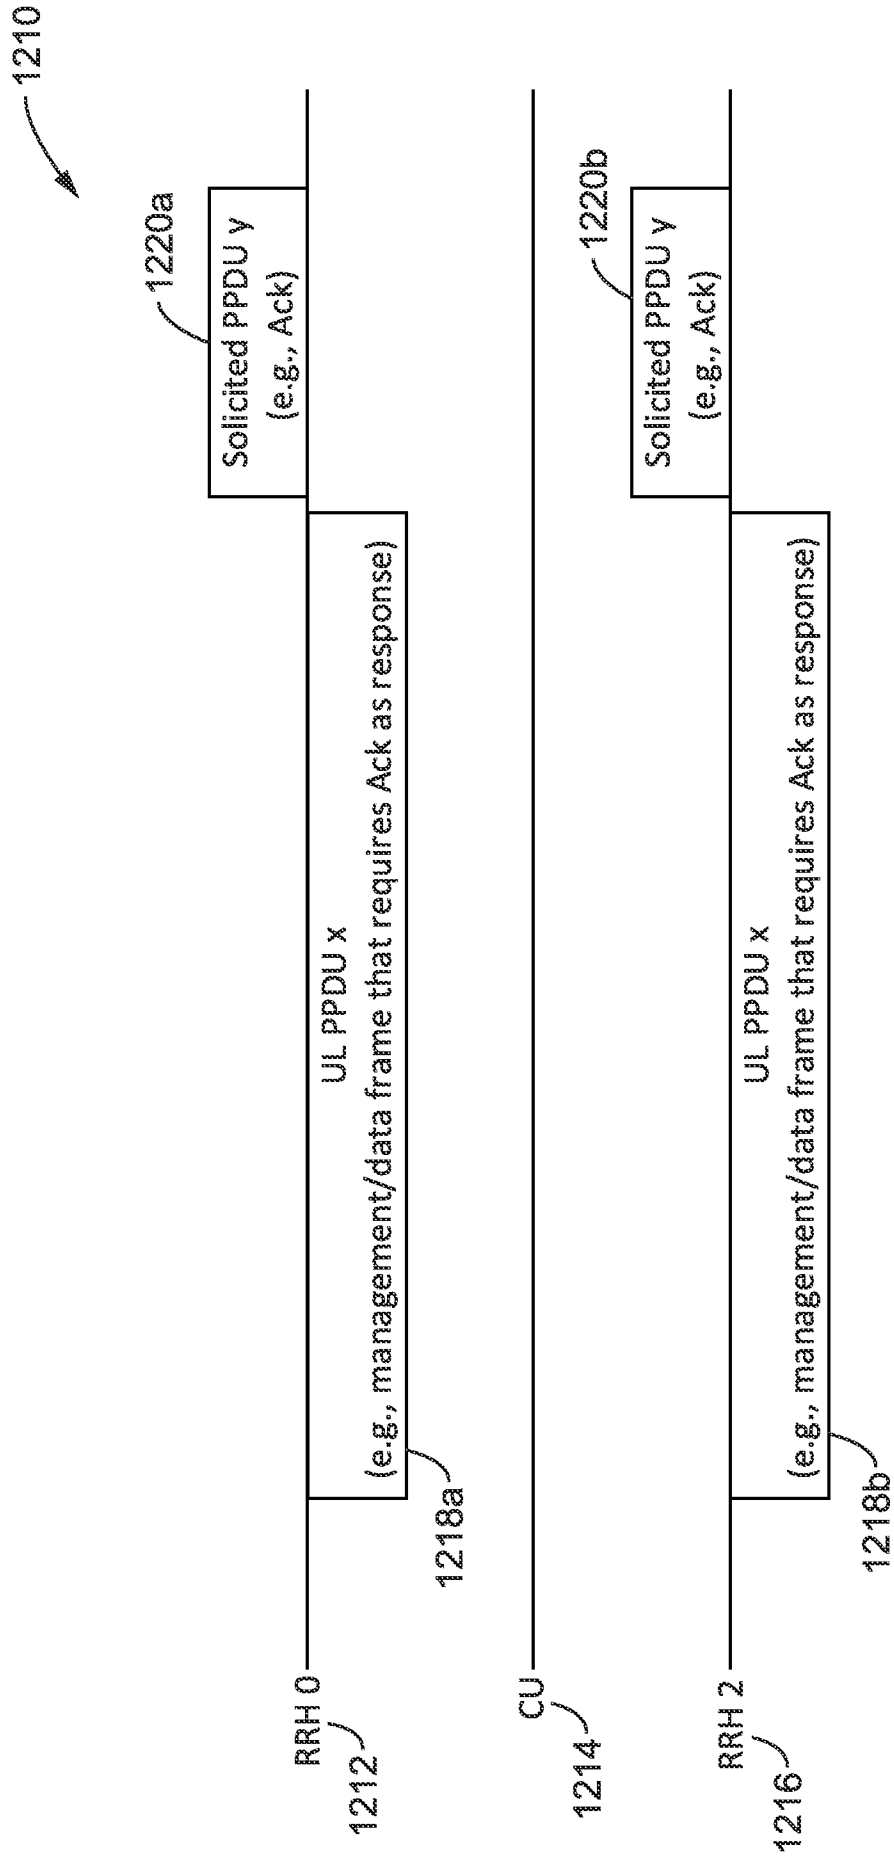 1210
1220a
Solicited PPDU y
(e.g., Ack)
UL PPDU x
(e.g., management/data frame that requires Ack as response)
1218a
RRH 0
1212
CU
1214
1220b
Solicited PPDU y
(e.g., Ack)
UL PPDU x
(e.g., management/data frame that requires Ack as response)
1218b
RRH 2
1216